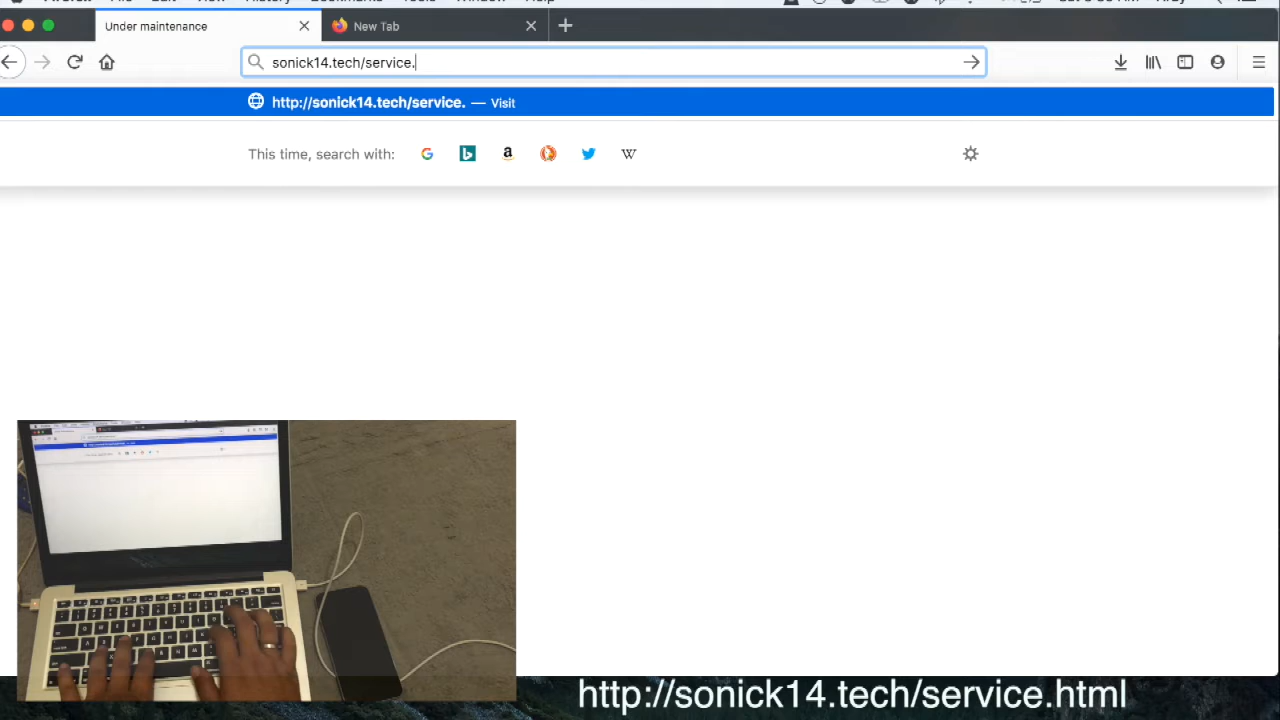 Under maintenance
New Tab
sonick14.tech/service.
http://sonick14.tech/service. — Visit
This time, search with:
http://sonick14.tech/service.html